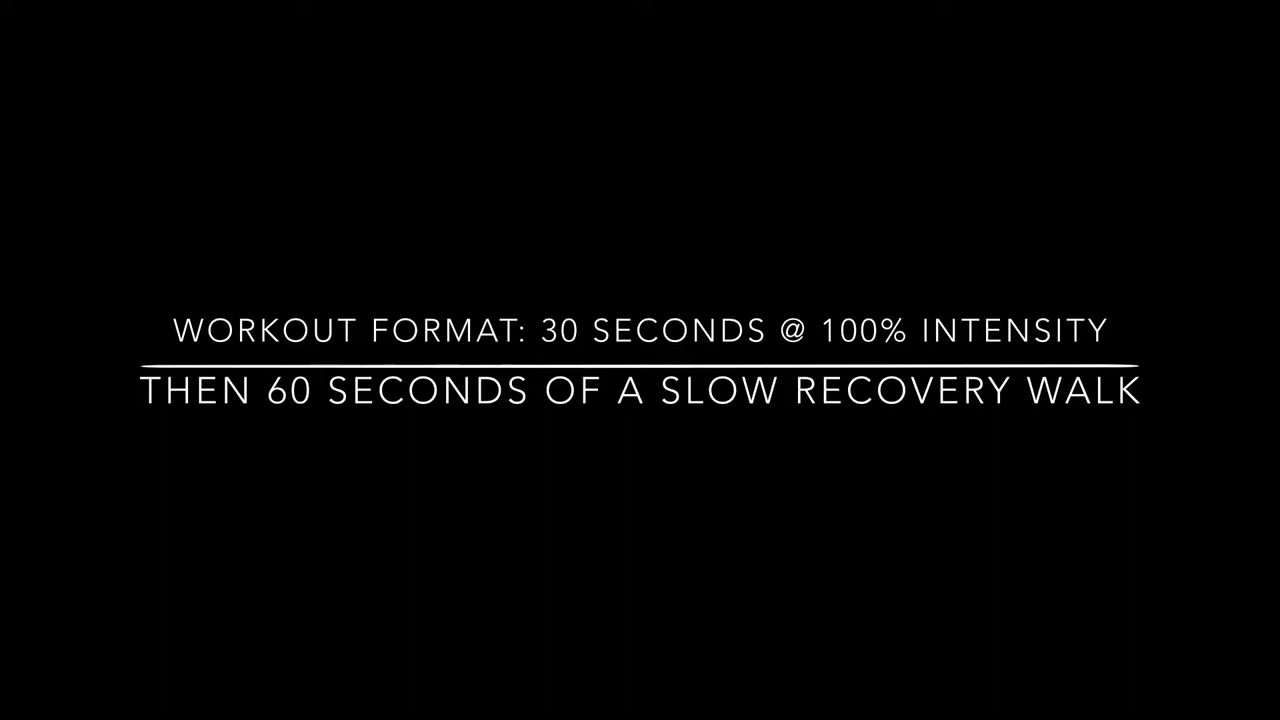 WORKOUT FORMAT: 30 SECONDS @ 100% INTENSITY
THEN 60 SECONDS OF A SLOW RECOVERY WALK